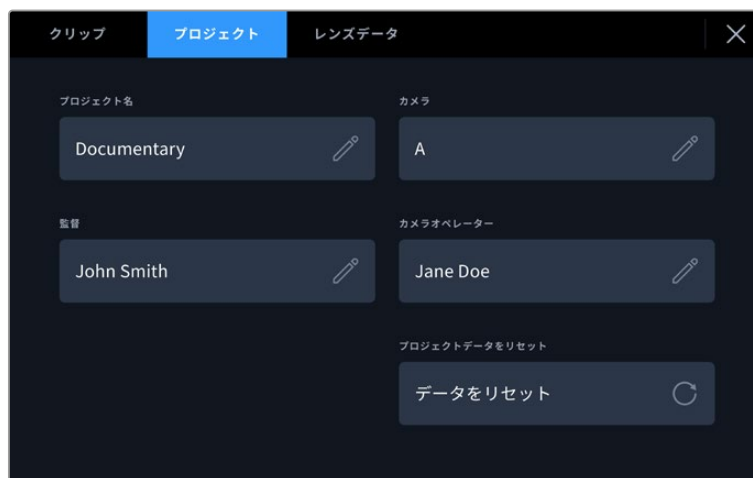 クリップ
プロジェクト
レンズデータ
プロジェクト名
カメラ
Documentary
A
監督
カメラオペレーター
John Smith
Jane Doe
プロジェクトデータをリセット
データをリセット